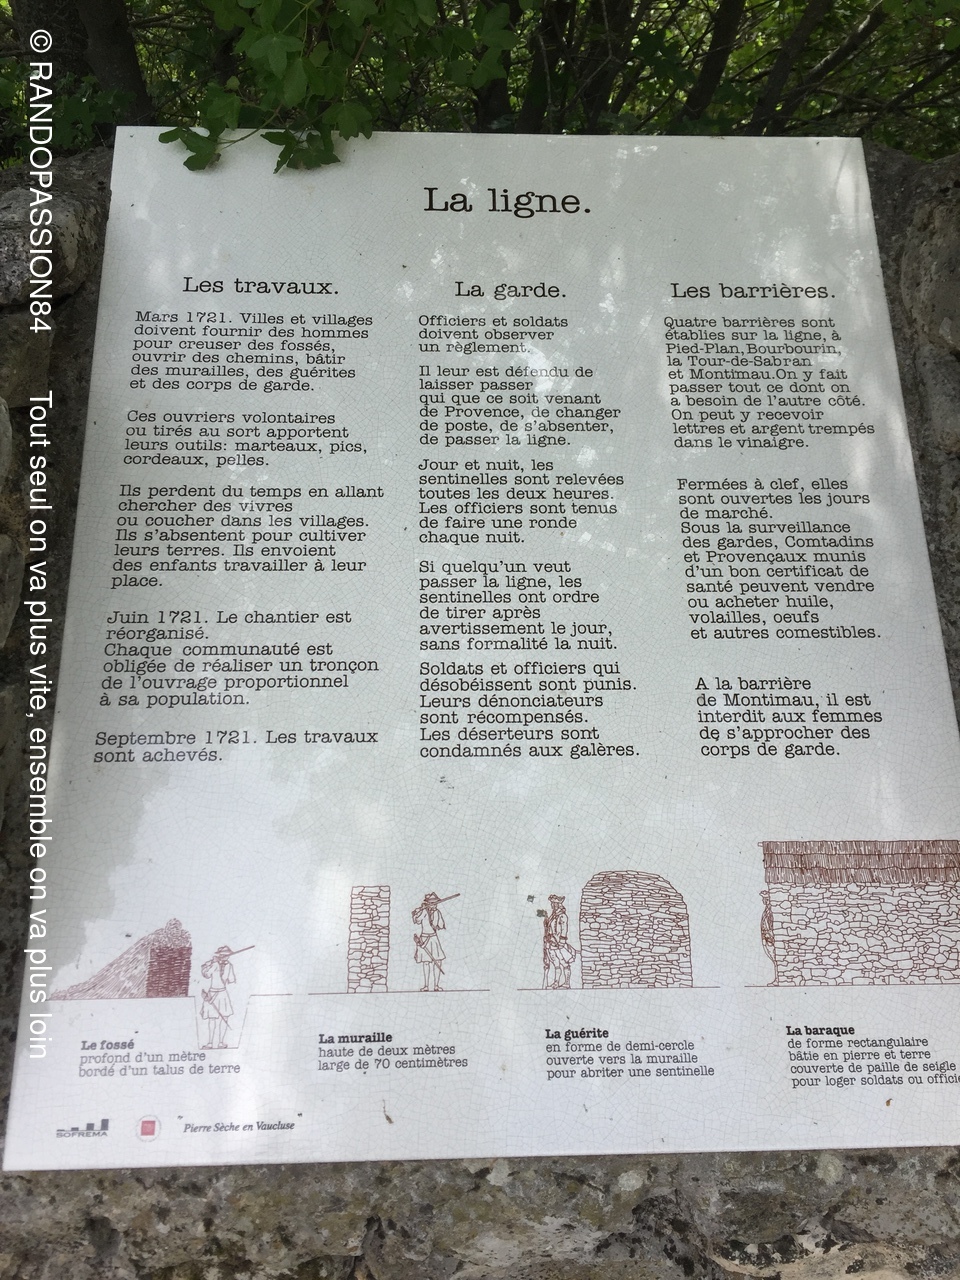 © RANDOPASSION84 Tout seul on va plus vite, ensemble on va plus loin
La ligne.
Les travaux.
Mars 1721. Villes et villages
doivent fournir des hommes
pour creuser des fossés,
ouvrir des chemins, bâtir
des murailles, des guérites
et des corps de garde.
Ces ouvriers volontaires
ou tirés au sort apportent
leurs outils: marteaux, pics,
cordeaux, pelles.
Ils perdent du temps en allant
chercher des vivres
ou coucher dans les villages.
Ils s'absentent pour cultiver
leurs terres. Ils envoient
des enfants travailler à leur
place.
Juin 1721. Le chantier est
réorganisé.
Chaque communauté est
obligée de réaliser un tronçon
de l'ouvrage proportionnel
à sa population.
Septembre 1721. Les travaux
sont achevés.
La garde.
Officiers et soldats
doivent observer
un règlement.
Il leur est défendu de
laisser passer
qui que ce soit venant
de Provence, de changer
de poste, de s'absenter,
de passer la ligne.
Jour et nuit, les
sentinelles sont relevées
toutes les deux heures.
Les officiers sont tenus
de faire une ronde
chaque nuit.
Si quelqu'un veut
passer la ligne, les
sentinelles ont ordre
de tirer après
avertissement le jour,
sans formalité la nuit.
Soldats et officiers qui
désobéissent sont punis.
Leurs dénonciateurs
sont récompensés.
Les déserteurs sont
condamnés aux galères.
Les barrières.
Quatre barrières sont
établies sur la ligne, à
Pied-Plan, Bourbourin,
la Tour-de-Sabran
et Montimau. On y fait
passer tout ce dont on
a besoin de l'autre côté.
On peut y recevoir
lettres et argent trempés
dans le vinaigre.
Fermées à clef, elles
sont ouvertes les jours
de marché.
Sous la surveillance
des gardes, Comtadins
et Provençaux munis
d'un bon certificat de
santé peuvent vendre
ou acheter huile,
volailles, oeufs
et autres comestibles.
A la barrière
de Montimau, il est
interdit aux femmes
de s'approcher des
corps de garde.
Le fossé
profond d'un mètre
bordé d'un talus de terre
La muraille
haute de deux mètres
large de 70 centimètres
La guérite
en forme de demi-cercle
ouverte vers la muraille
pour abriter une sentinelle
La baraque
de forme rectangulaire
bâtie en pierre et terre
couverte de paille de seigle
pour loger soldats ou officie
SOFREMA
"Pierre Sèche en Vaucluse"